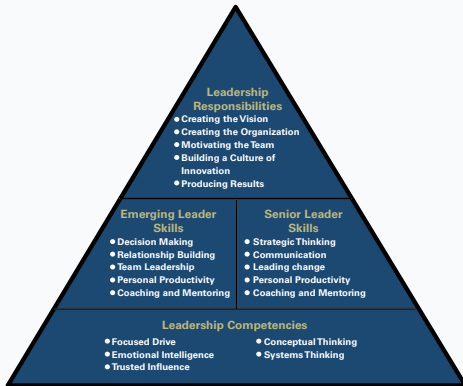 Leadership
Responsibilities
• Creating the Vision
• Creating the Organization
• Motivating the Team
• Building a Culture of
Innovation
• Producing Results
Emerging Leader
Skills
• Decision Making
• Relationship Building
• Team Leadership
• Personal Productivity
• Coaching and Mentoring
Senior Leader
Skills
• Strategic Thinking
• Communication
• Leading change
• Personal Productivity
• Coaching and Mentoring
Leadership Competencies
• Focused Drive
• Emotional Intelligence
• Trusted Influence
• Conceptual Thinking
• Systems Thinking